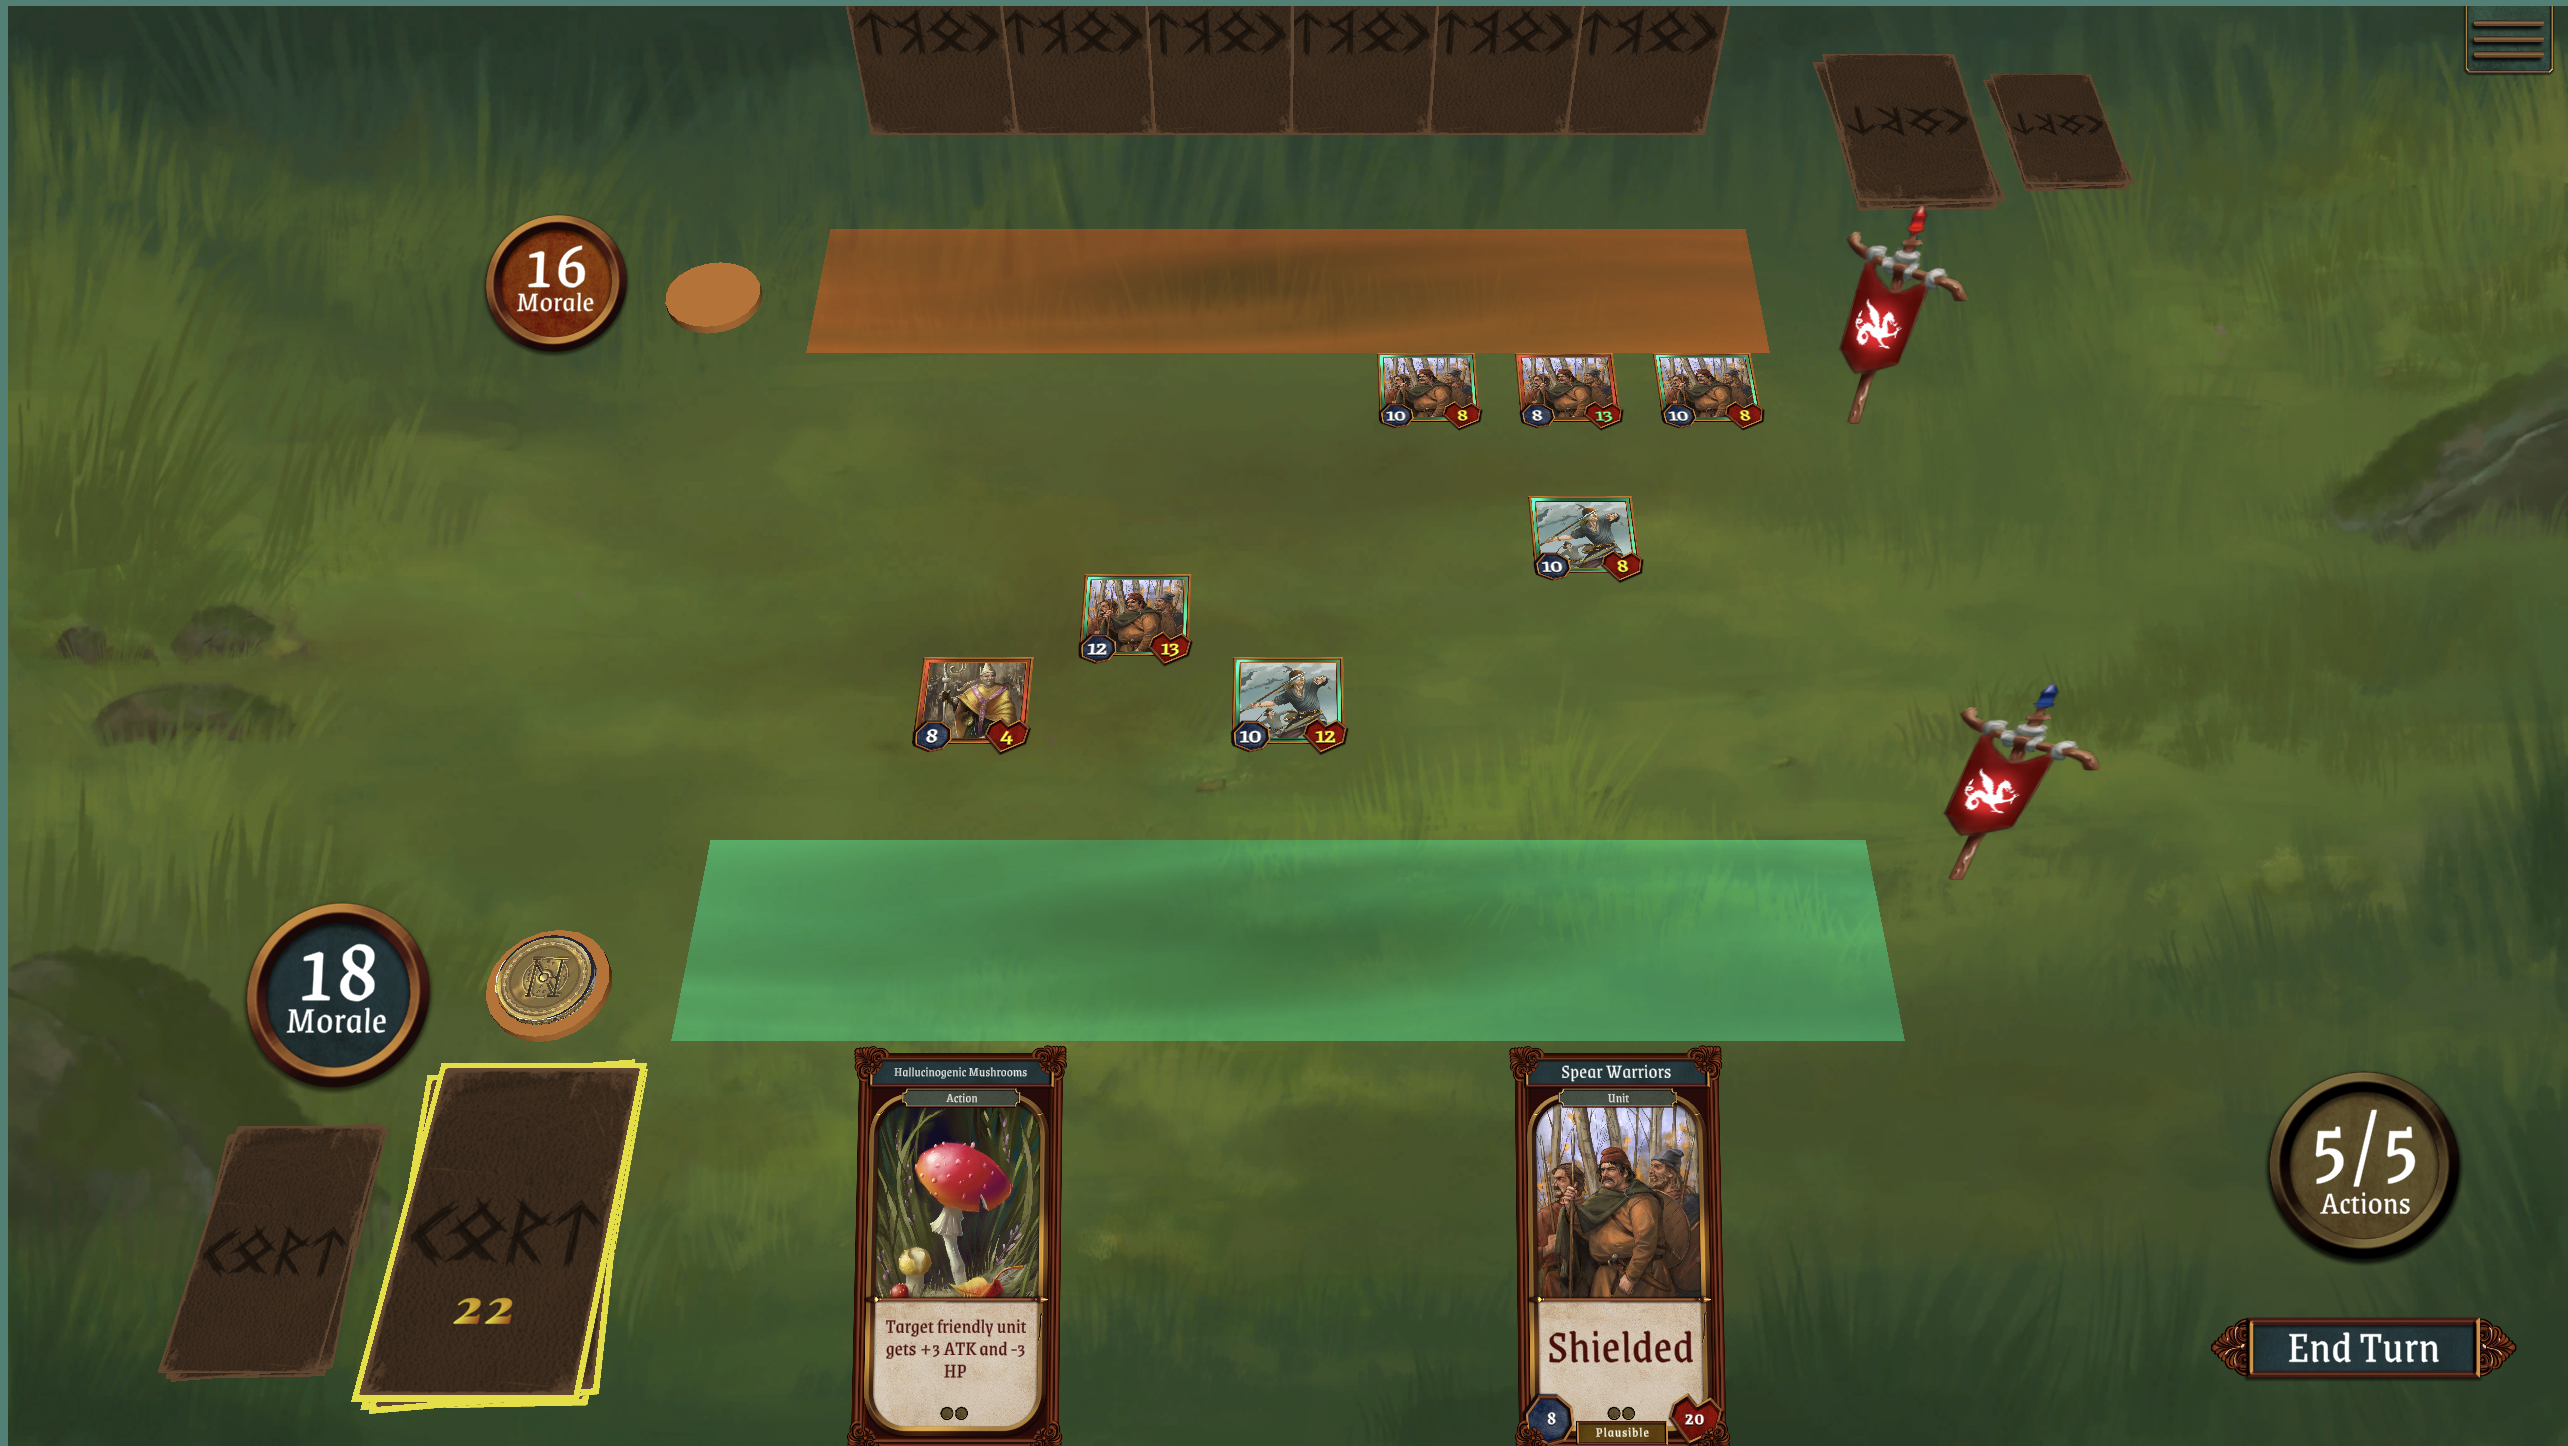 16
Morale
10
8
8
13
10
8
10
8
12
13
8
4
10
12
18
Morale
22
Hallucinogenic Mushrooms
Action
Target friendly unit
gets +3 ATK and -3
HP
Spear Warriors
Unit
Shielded
8
20
Plausible
5/5
Actions
End Turn